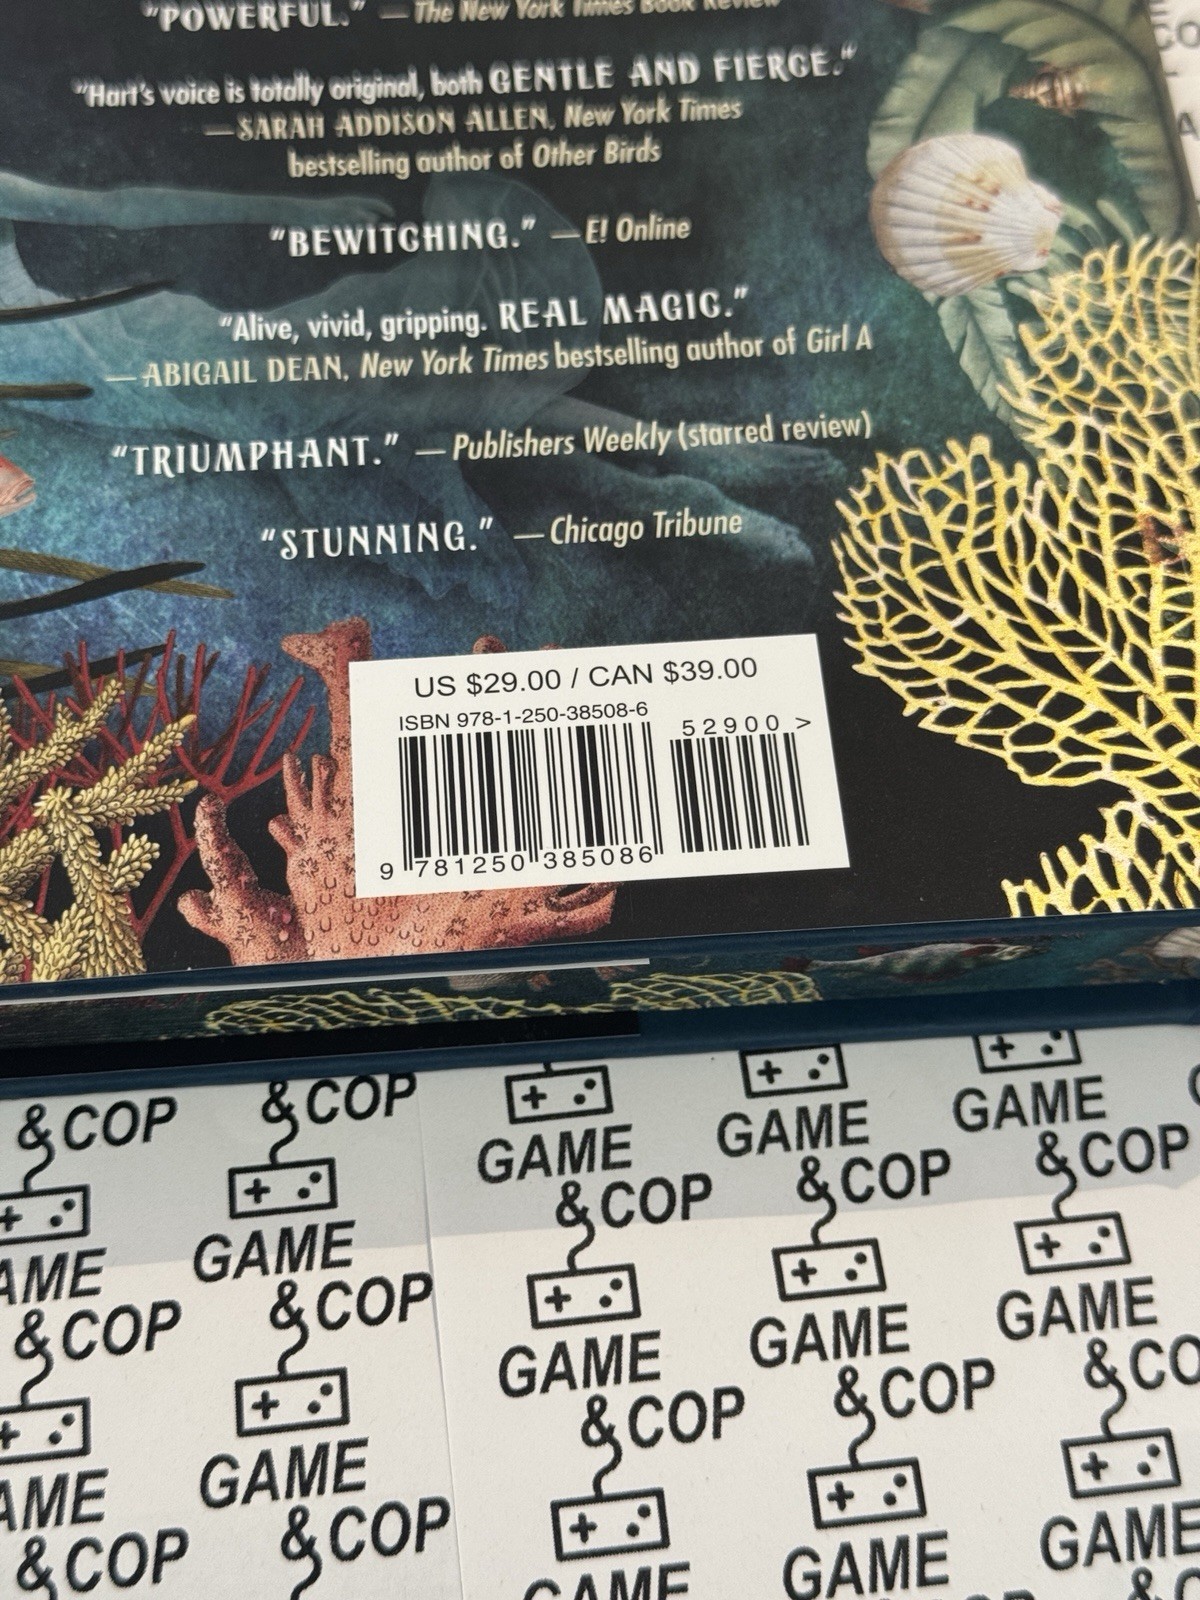 "POWERFUL." —The New York Times Book Review
"Hart's voice is totally original, both GENTLE AND FIERCE."
—SARAH ADDISON ALLEN, New York Times
bestselling author of Other Birds
"BEWITCHING." —E! Online
"Alive, vivid, gripping. REAL MAGIC."
—ABIGAIL DEAN, New York Times bestselling author of Girl A
"TRIUMPHANT." —Publishers Weekly (starred review)
"STUNNING." —Chicago Tribune
US $29.00 / CAN $39.00
ISBN 978-1-250-38508-6
52900 >
9 781250 385086
&COP &COP GAME GAME GAME
&COP &COP &COP
AME GAME
&COP &COP GAME GAME GAME
&COP &COP &CO
AME GAME
&COP &COP GAME GAME